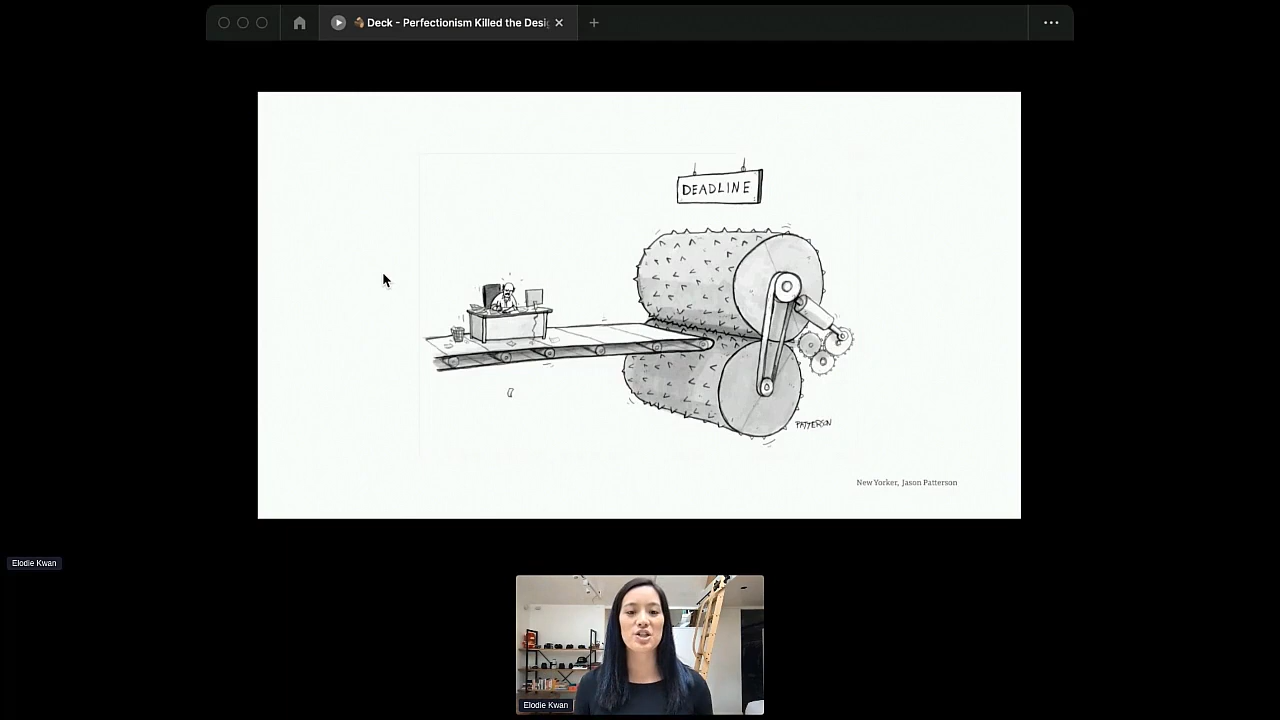 Deck - Perfectionism Killed the Desi
DEADLINE
PATTERSON
New Yorker, Jason Patterson
Elodie Kwan
Elodie Kwan